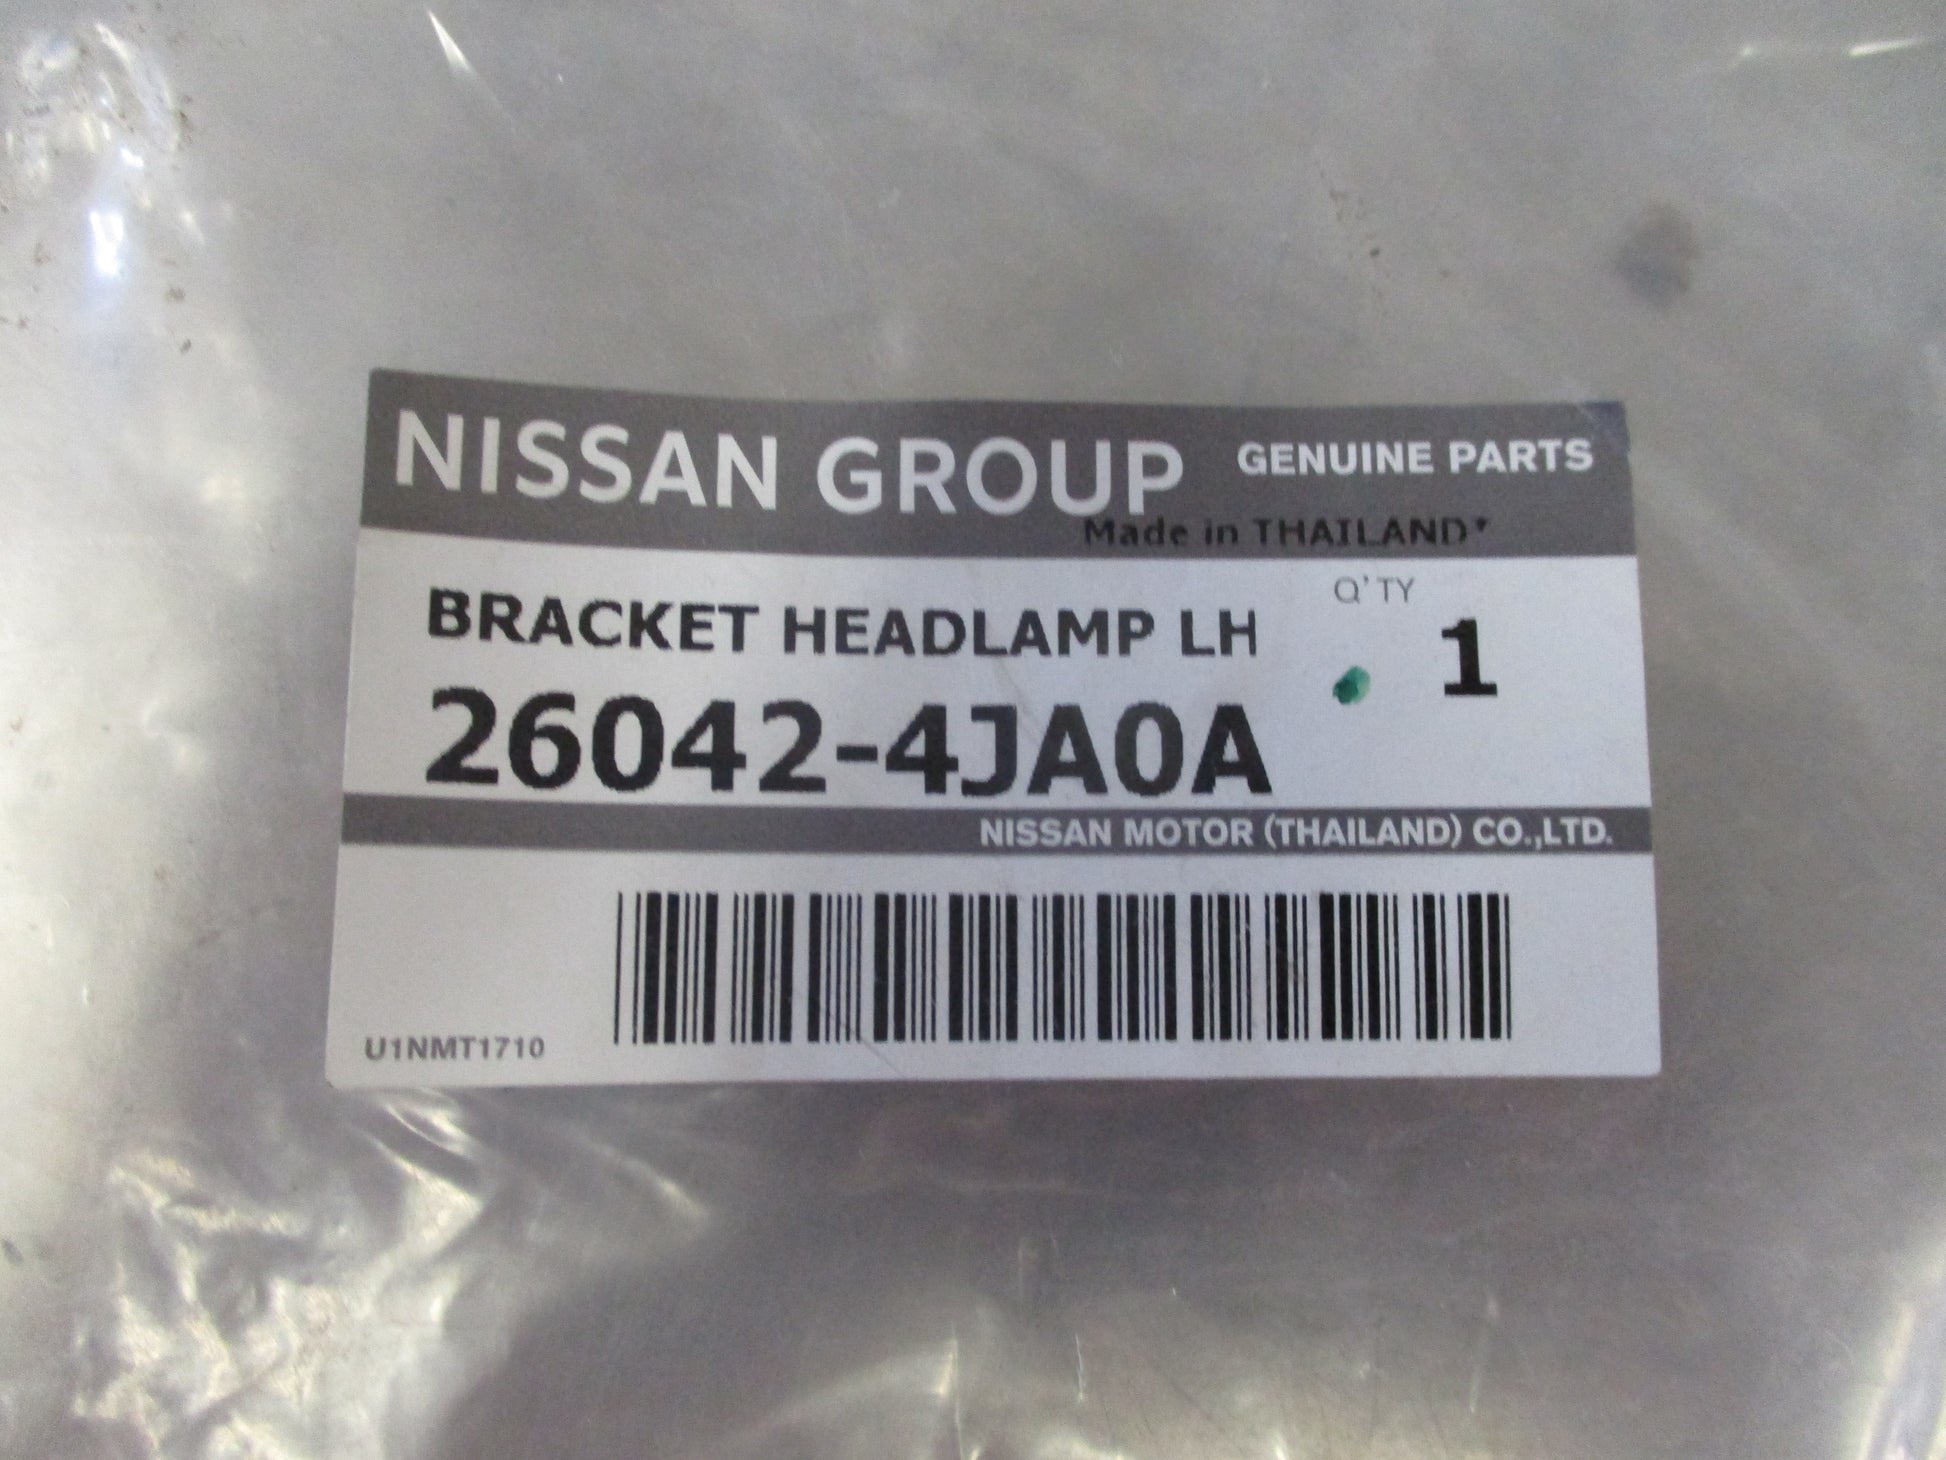 NISSAN GROUP GENUINE PARTS
Made in THAILAND*
BRACKET HEADLAMP LH Q'TY
26042-4JA0A 1
NISSAN MOTOR (THAILAND) CO.,LTD.
U1NMT1710